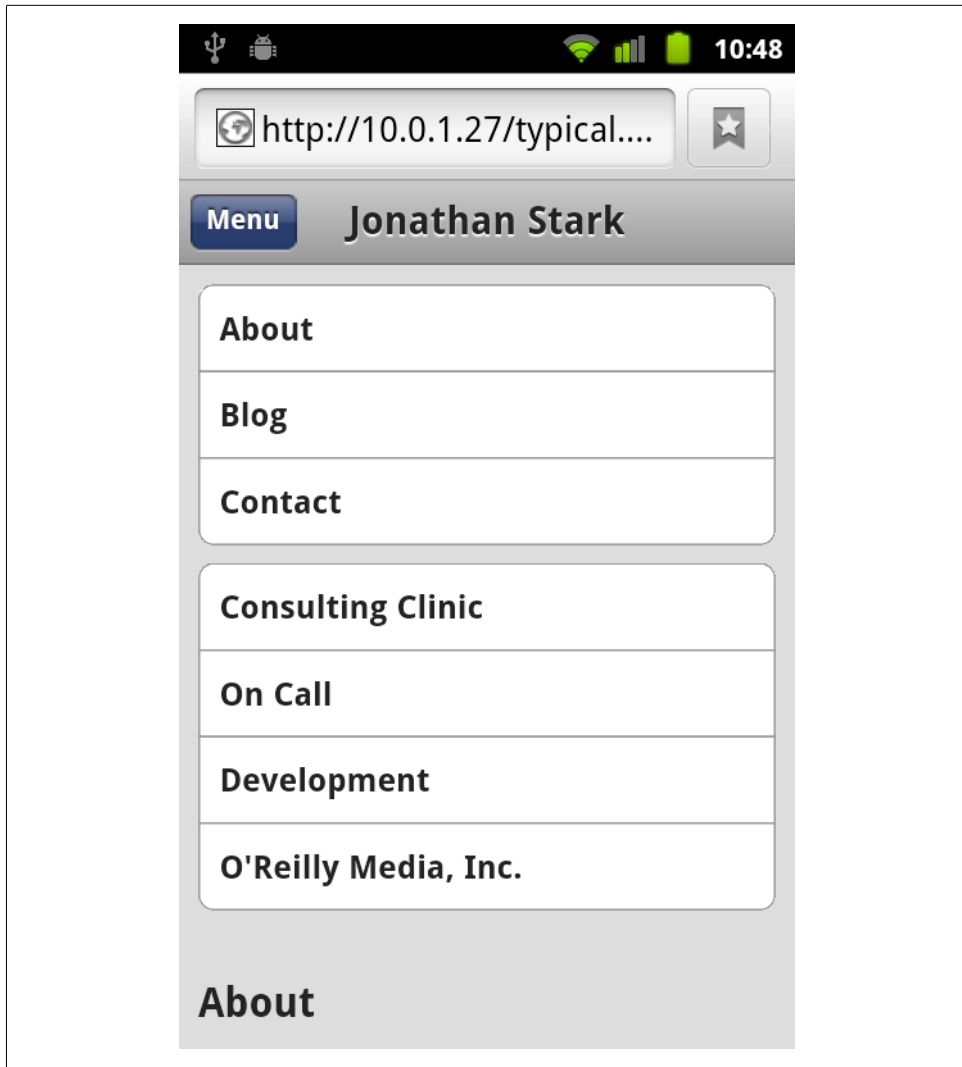 10:48
http://10.0.1.27/typical....
Menu
Jonathan Stark
About
Blog
Contact
Consulting Clinic
On Call
Development
O'Reilly Media, Inc.
About